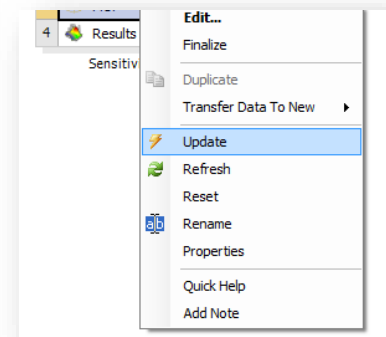 Edit...
4 Results
Finalize
Sensitiv
Duplicate
Transfer Data To New
Update
Refresh
Reset
ab Rename
Properties
Quick Help
Add Note